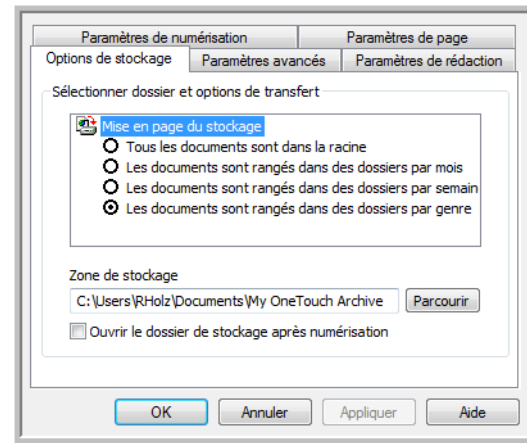 Paramètres de numérisation Paramètres de page
Options de stockage Paramètres avancés Paramètres de rédaction
Sélectionner dossier et options de transfert
Mise en page du stockage
Tous les documents sont dans la racine
Les documents sont rangés dans des dossiers par mois
Les documents sont rangés dans des dossiers par semain
Les documents sont rangés dans des dossiers par genre
Zone de stockage
C:\Users\RHolz\Documents\My OneTouch Archive Parcourir
Ouvrir le dossier de stockage après numérisation
OK Annuler Appliquer Aide